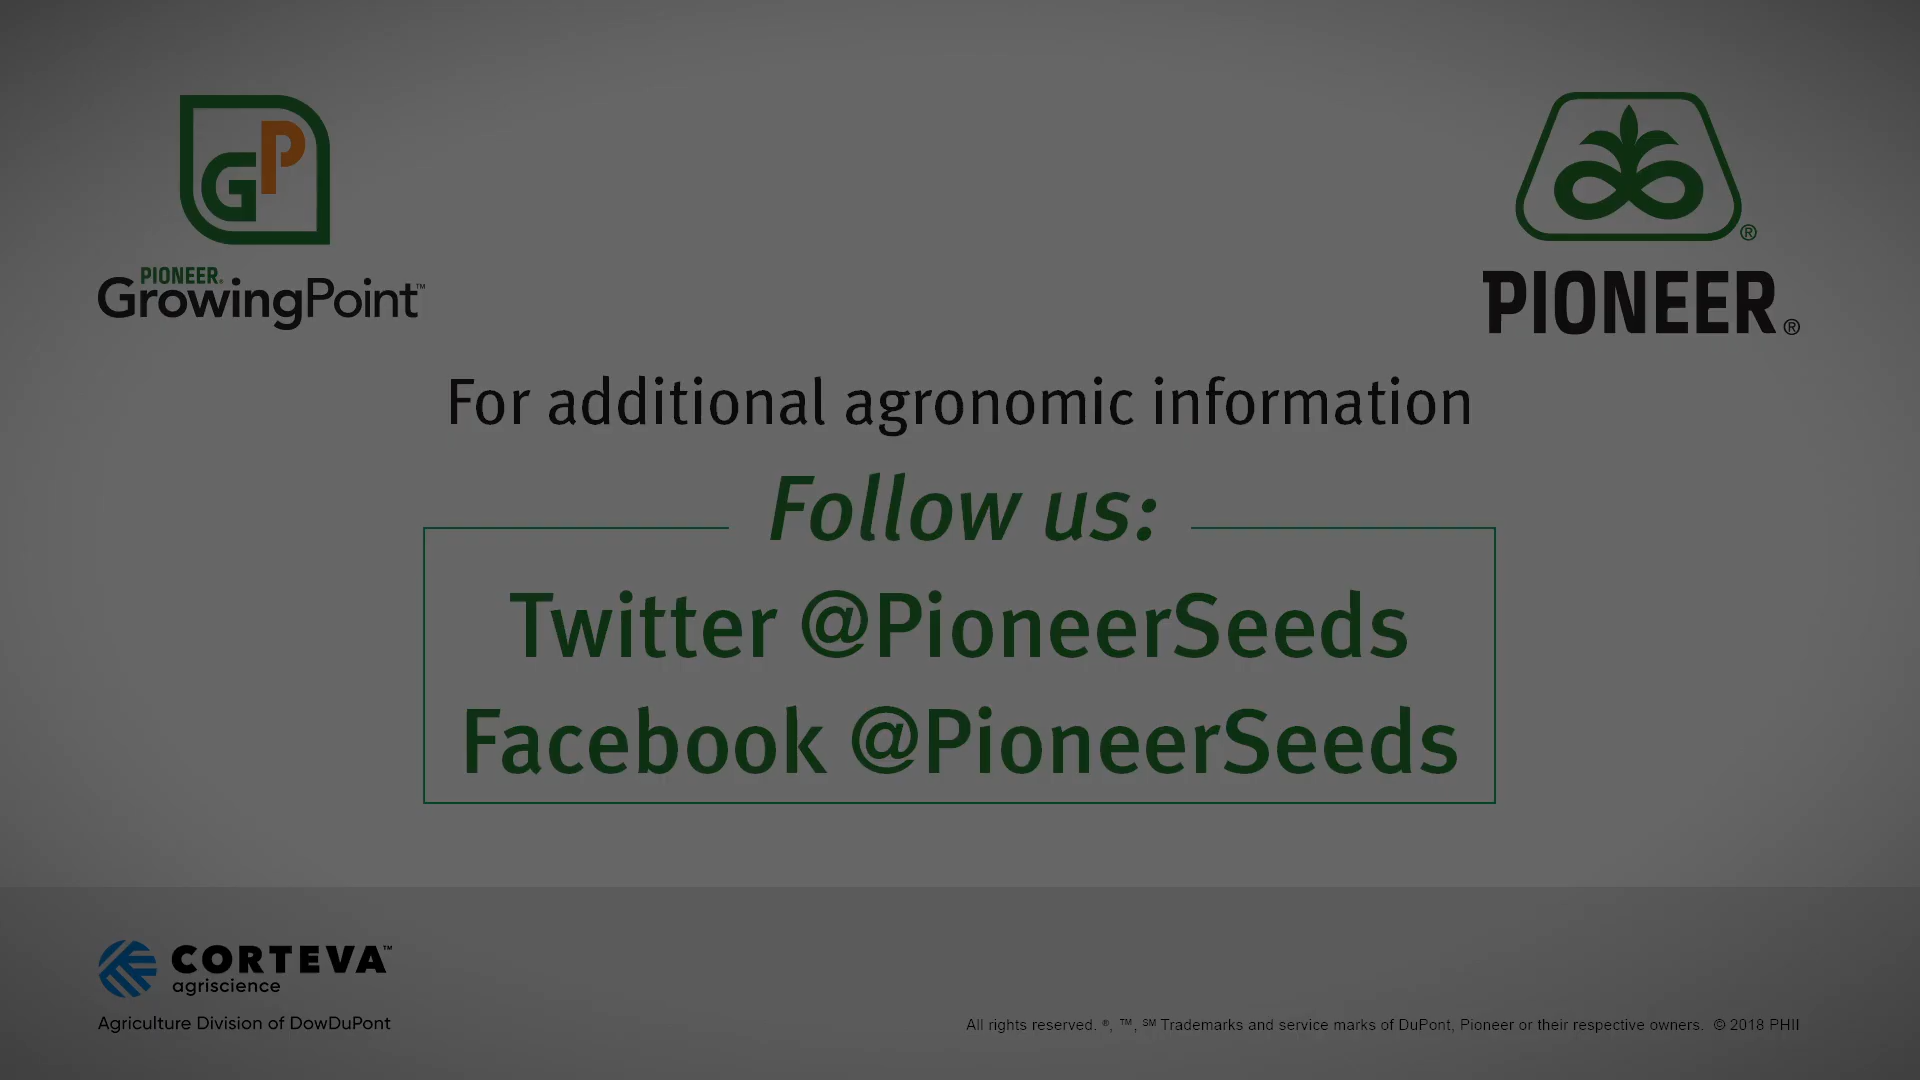 GP
PIONEER®
GrowingPoint™
®
PIONEER®
For additional agronomic information
Follow us:
Twitter @PioneerSeeds
Facebook @PioneerSeeds
CORTEVA™
agriscience
Agriculture Division of DowDuPont
All rights reserved. ®, ™, ℠ Trademarks and service marks of DuPont, Pioneer or their respective owners. © 2018 PHII